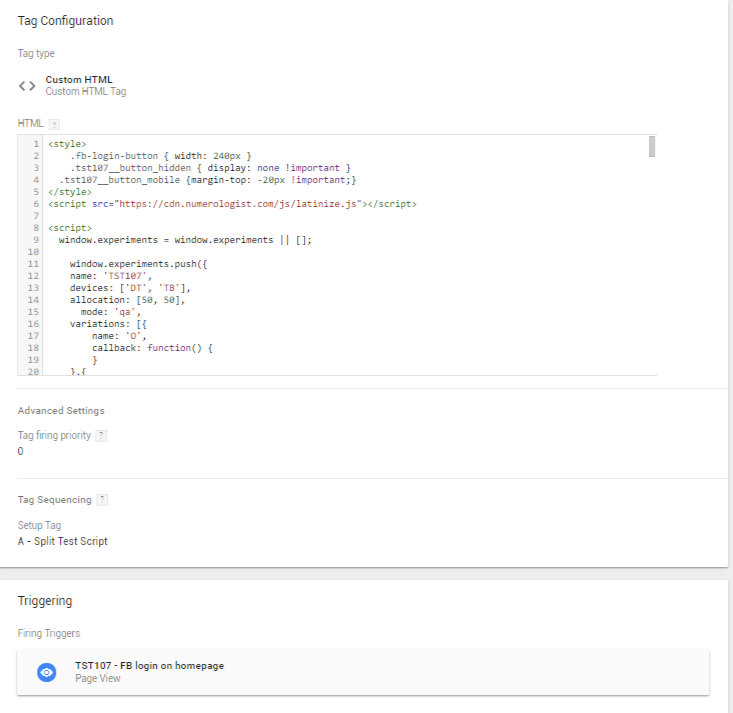 Tag Configuration
Tag type
Custom HTML
Custom HTML Tag
HTML ?
1 <style>
2 .fb-login-button { width: 240px }
3 .tst107__button_hidden { display: none !important }
4 .tst107__button_mobile {margin-top: -20px !important;}
5 </style>
6 <script src="https://cdn.numerologist.com/js/latinize.js"></script>
7
8 <script>
9 window.experiments = window.experiments || [];
10
11 window.experiments.push({
12 name: 'TST107',
13 devices: ['DT', 'TB'],
14 allocation: [50, 50],
15 mode: 'qa',
16 variations: [{
17 name: 'O',
18 callback: function() {
19 }
20 },{
Advanced Settings
Tag firing priority ?
0
Tag Sequencing ?
Setup Tag
A - Split Test Script
Triggering
Firing Triggers
TST107 - FB login on homepage
Page View